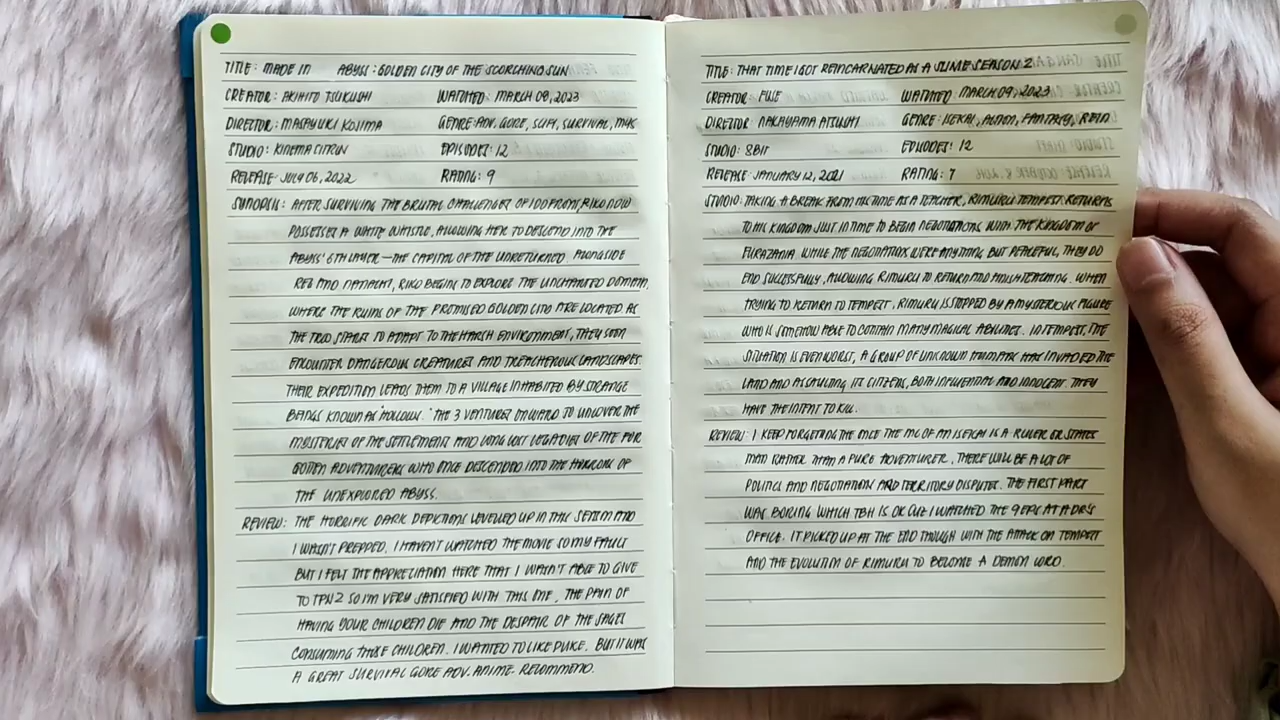 TITLE: MADE IN ABYSS: GOLDEN CITY OF THE SCORCHING SUN
CREATOR: AKIHITO TSUKUSHI WATCHED: MARCH 09, 2023
DIRECTOR: MASAYUKI KOJIMA GENRE: ADV, GORE, SCIFI, SURVIVAL, MYS
STUDIO: KINEMA CITRUS EPISODES: 12
RELEASE: JULY 06, 2022 RATING: 9
SYNOPSIS: AFTER SURVIVING THE BRUTAL CHALLENGES OF IDOFRONT, RIKO NOW
POSSESSES A WHITE WHISTLE, ALLOWING HER TO DESCEND INTO THE
ABYSS' 6TH LAYER—THE CAPITAL OF THE UNRETURNED. ALONGSIDE
REG AND NANACHI, RIKO BEGIN TO EXPLORE THE UNCHARTED DOMAIN,
WHERE THE RUINS OF THE PROMISED GOLDEN CITY ARE LOCATED AS
THE TRIO STARTS TO ADAPT TO THE HARSH ENVIRONMENT, THEY SOON
ENCOUNTER DANGEROUS CREATURES AND TREACHEROUS LANDSCAPES.
THEIR EXPEDITION LEADS THEM TO A VILLAGE INHABITED BY STRANGE
BEINGS KNOWN AS "HOLLOWS." THE 3 VENTURES ONWARD TO UNCOVER THE
MYSTERIES OF THE SETTLEMENT AND LONG LOST LEGACIES OF THE FOR
GOTTEN ADVENTURERS WHO ONCE DESCENDED INTO THE HORRORS OF
THE UNEXPLORED ABYSS.
REVIEW: THE HORRIFIC DARK DEPICTIONS LEVELLED UP IN THIS SEASON AND
I WASN'T PREPPED. I HAVEN'T WATCHED THE MOVIE SO MY FAULT
BUT I FELT THE APPRECIATION HERE THAT I WASN'T ABLE TO GIVE
TO TPN 2 SO I'M VERY SATISFIED WITH THIS ONE. THE PAIN OF
HAVING YOUR CHILDREN DIE AND THE DESPAIR OF THE SAGES
CONSUMING THOSE CHILDREN. I WANTED TO LIKE PUKE. BUT IT WAS
A GREAT SURVIVAL GORE ADV. ANIME. RECOMMEND.
TITLE: THAT TIME I GOT REINCARNATED AS A SLIME SEASON 2
CREATOR: FUSE WATCHED: MARCH 09, 2023
DIRECTOR: NAKAYAMA ATSUSHI GENRE: ISEKAI, ACTION, FANTASY, REIN
STUDIO: 8BIT EPISODES: 12
RELEASE: JANUARY 12, 2021 RATING: 7
STUDIO: TAKING A BREAK FROM HIS TIME AS A TEACHER, RIMURU TEMPEST RETURNS
TO HIS KINGDOM JUST IN TIME TO BEGIN NEGOTIATIONS WITH THE KINGDOM OF
EURAZANIA. WHILE THE NEGOTIATIONS WERE ANYTHING BUT PEACEFUL, THEY DO
END SUCCESSFULLY, ALLOWING RIMURU TO RETURN AND FINISH TEACHING. WHEN
TRYING TO RETURN TO TEMPEST, RIMURU IS STOPPED BY A MYSTERIOUS FIGURE
WHO IS SOMEHOW ABLE TO CONTAIN MANY MAGICAL ABILITIES. IN TEMPEST, THE
SITUATION IS EVEN WORST, A GROUP OF UNKNOWN HUMANS HAS INVADED THE
LAND AND ASSAULTING ITS CITIZENS, BOTH INFLUENTIAL AND INNOCENT. THEY
HAVE THE INTENT TO KILL.
REVIEW: I KEEP FORGETTING THE ONCE THE MC OF AN ISEKAI IS A RULER OR STATES
MAN RATHER THAN A PURE ADVENTURER, THERE WILL BE A LOT OF
POLITICS AND NEGOTIATIONS AND TERRITORY DISPUTES. THE FIRST PART
WAS BORING WHICH TBH IS OK CUZ I WATCHED THE 9 EPS AT A DR'S
OFFICE. IT PICKED UP AT THE END THOUGH WITH THE ATTACK ON TEMPEST
AND THE EVOLUTION OF RIMURU TO BECOME A DEMON LORD.